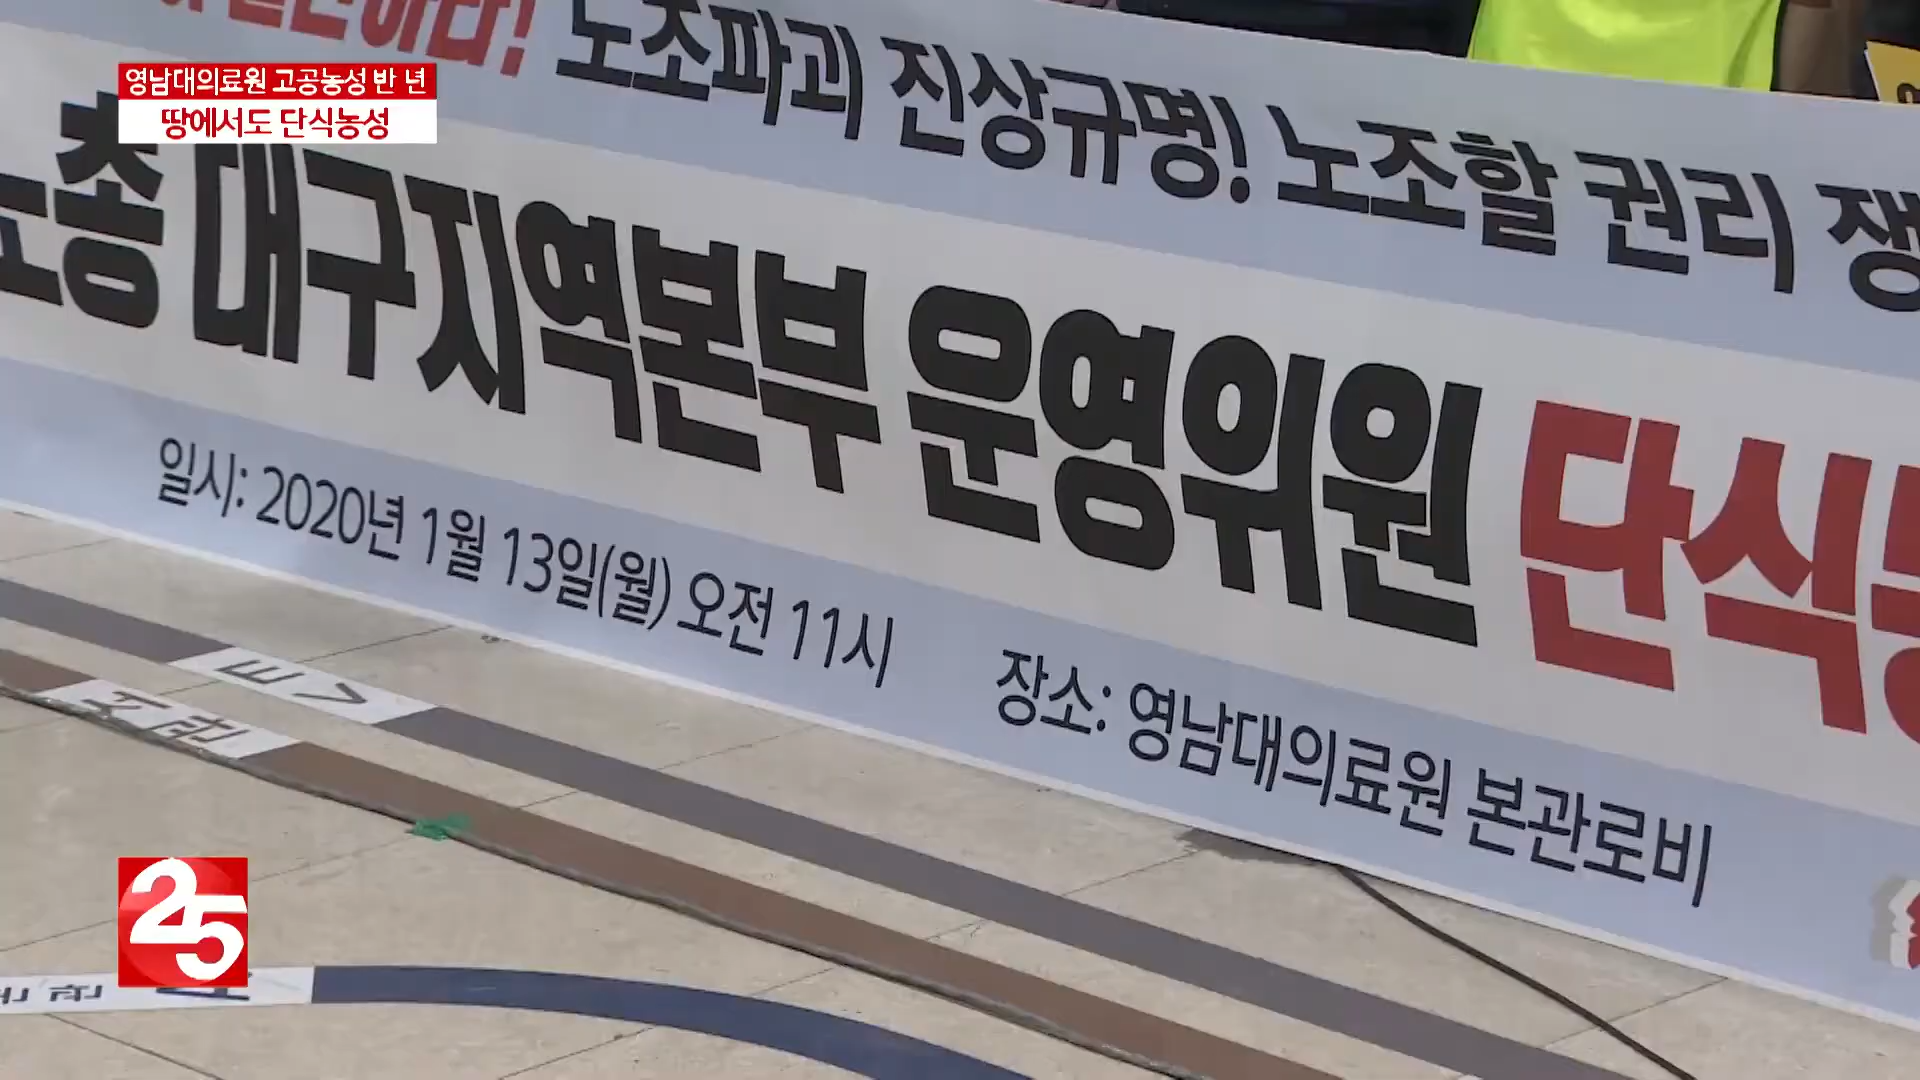 영남대의료원 고공농성 반 년
땅에서도 단식농성
노조파괴 진상규명! 노조할 권리
대구지역본부 운영위원
일시: 2020년 1월 13일(월) 오전 11시
장소: 영남대의료원 본관로비
25